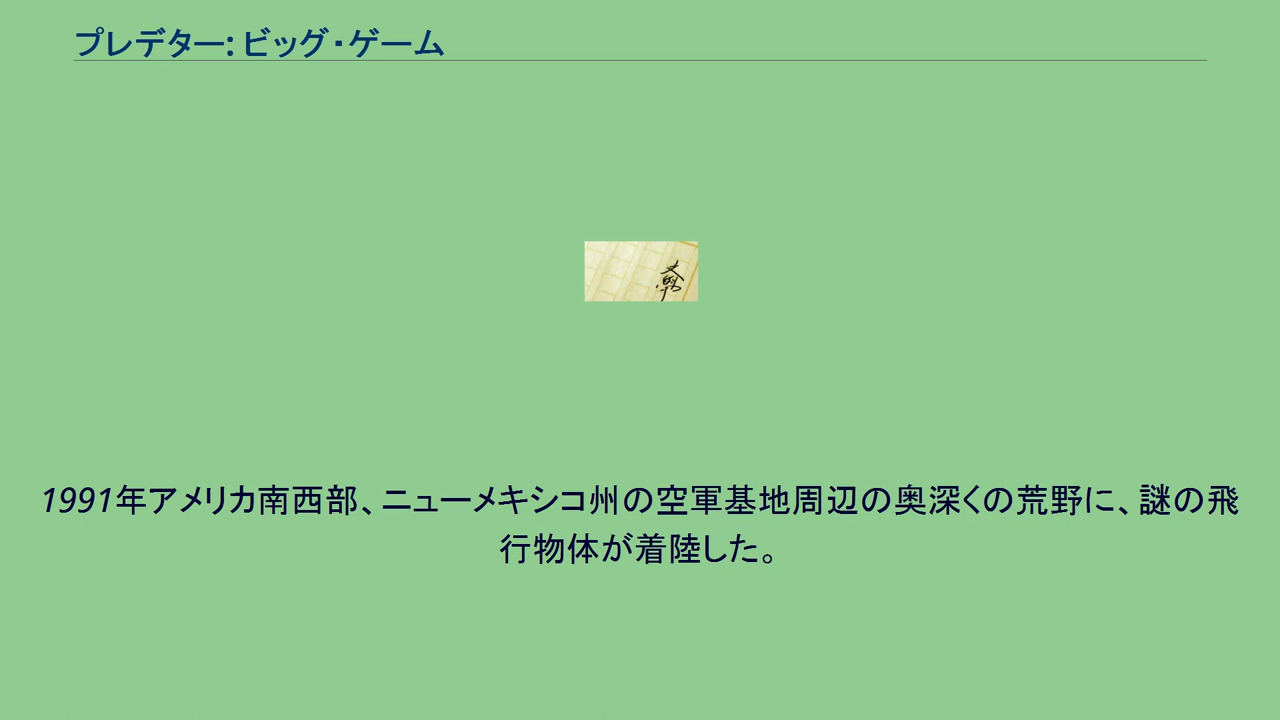 プレデター: ビッグ・ゲーム
1991年アメリカ南西部、ニューメキシコ州の空軍基地周辺の奥深くの荒野に、謎の飛
行物体が着陸した。